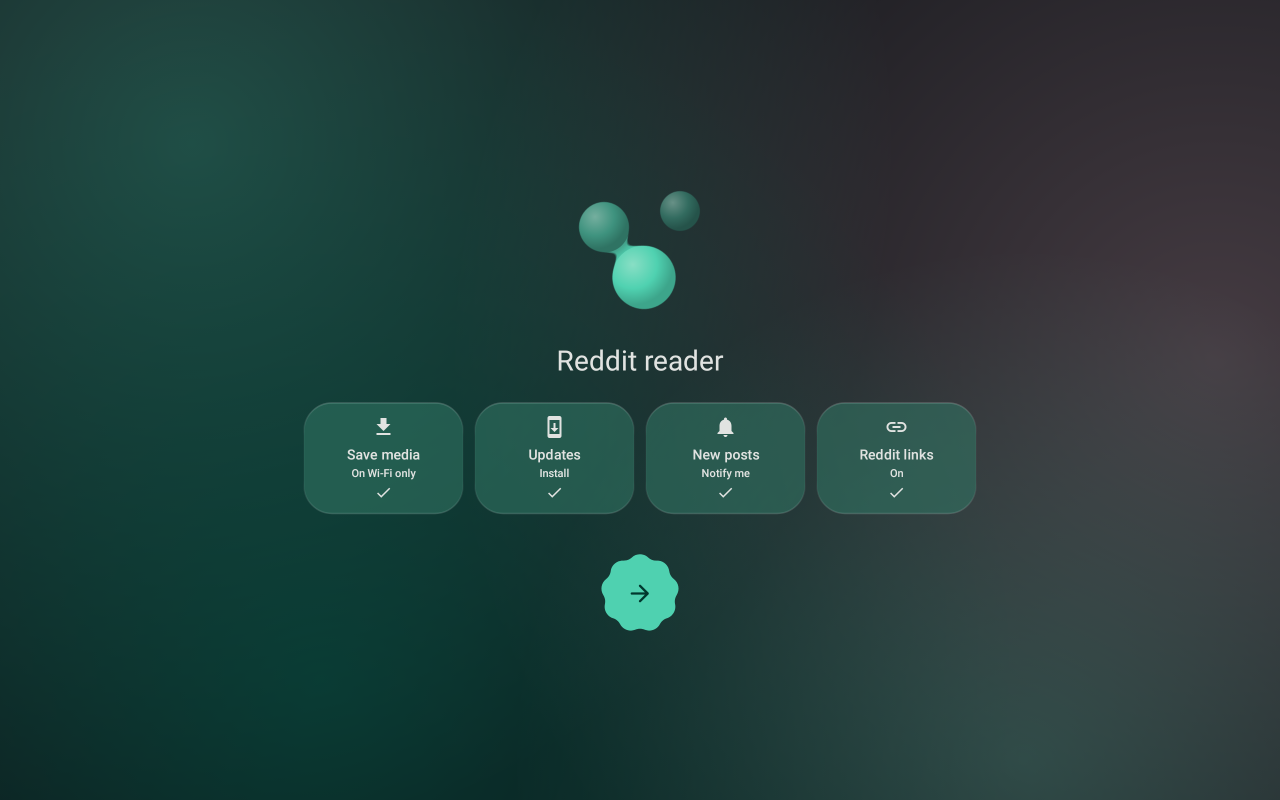 Reddit reader
Save media
On Wi-Fi only
Updates
Install
New posts
Notify me
Reddit links
On